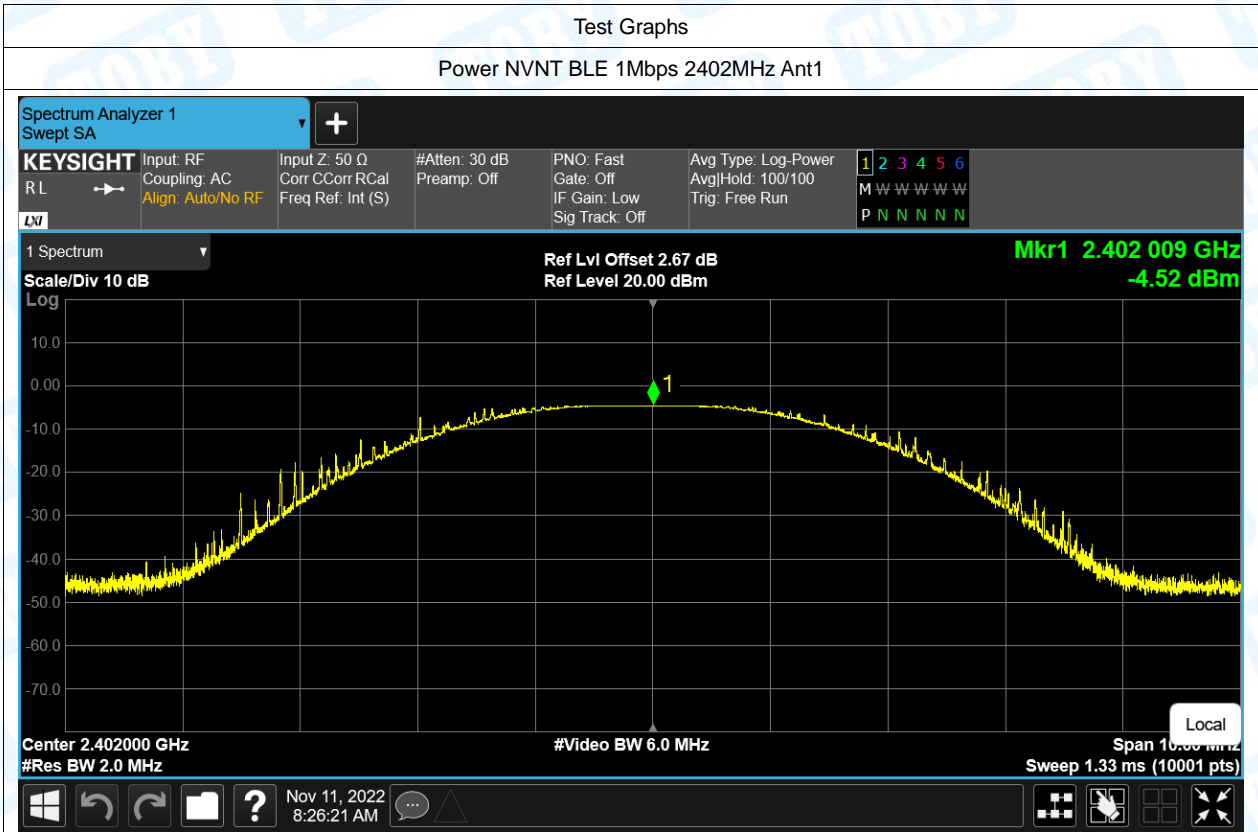 Test Graphs
Power NVNT BLE 1Mbps 2402MHz Ant1
Spectrum Analyzer 1
Swept SA
KEYSIGHT
R L
LXI
Input: RF
Coupling: AC
Align: Auto/No RF
Input Z: 50 Ω
Corr CCorr RCal
Freq Ref: Int (S)
#Atten: 30 dB
Preamp: Off
PNO: Fast
Gate: Off
IF Gain: Low
Sig Track: Off
Avg Type: Log-Power
Avg|Hold: 100/100
Trig: Free Run
1 2 3 4 5 6
M W W W W W
P N N N N N
1 Spectrum
Scale/Div 10 dB
Ref Lvl Offset 2.67 dB
Ref Level 20.00 dBm
Mkr1 2.402 009 GHz
-4.52 dBm
Log
10.0
0.00
-10.0
-20.0
-30.0
-40.0
-50.0
-60.0
-70.0
1
Local
Center 2.402000 GHz
#Video BW 6.0 MHz
Span 10.00 MHz
#Res BW 2.0 MHz
Sweep 1.33 ms (10001 pts)
?
Nov 11, 2022
8:26:21 AM
TOBY